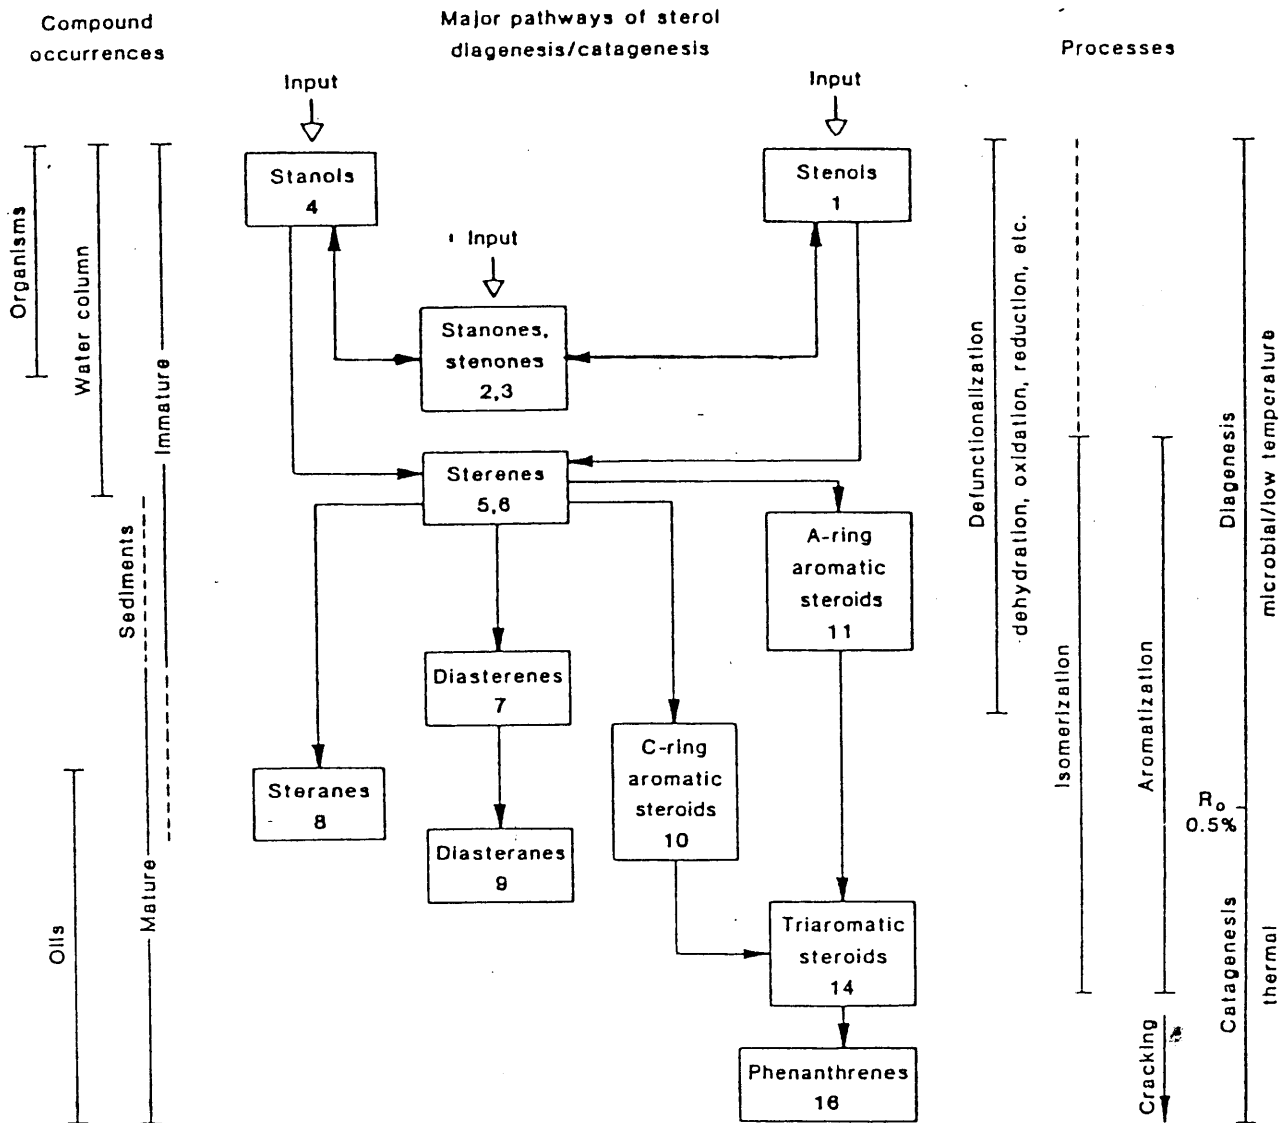 Compound
occurrences
Major pathways of sterol
diagenesis/catagenesis
Processes
Input
Input
Input
Stanols
4
Stenols
1
Stanones,
stenones
2,3
Sterenes
5,6
A-ring
aromatic
steroids
11
Diasterenes
7
C-ring
aromatic
steroids
10
Steranes
8
Diasteranes
9
Triaromatic
steroids
14
Phenanthrenes
16
Organisms
Water column
Immature
Sediments
Mature
Oils
Defunctionalization
dehydration, oxidation, reduction, etc.
Isomerization
Aromatization
Cracking
Diagenesis
microbial/low temperature
Ro
0.5%
Catagenesis
thermal